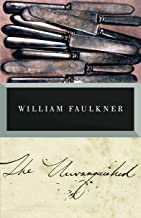 WILLIAM FAULKNER
The Unvanquished